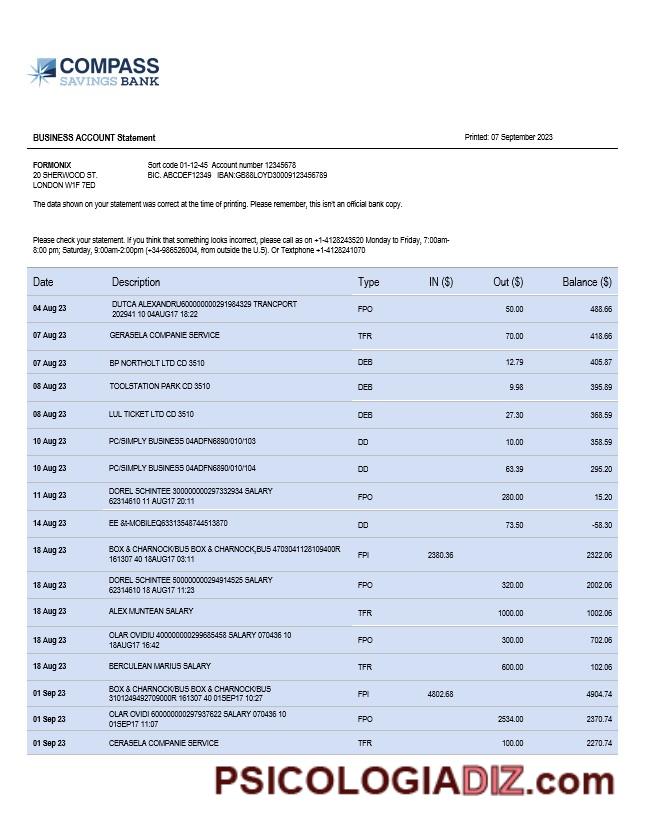 COMPASS
SAVINGS BANK
BUSINESS ACCOUNT Statement Printed: 07 September 2023
FORMONIX Sort code 01-12-45 Account number 12345678
20 SHERWOOD ST. BIC. ABCDEF12349 IBAN:GB88LOYD30009123456789
LONDON W1F 7ED
The data shown on your statement was correct at the time of printing. Please remember, this isn't an official bank copy.
Please check your statement. If you think that something looks incorrect, please call as on +1-4128243520 Monday to Friday, 7:00am-
8:00 pm; Saturday, 9:00am-2:00pm (+34-986526004, from outside the U.S). Or Textphone +1-4128241070
Date Description Type IN ($) Out ($) Balance ($)
04 Aug 23 DUTCA ALEXANDRU600000000291984329 TRANCPORT
202941 10 04AUG17 18:22 FPO 50.00 488.66
07 Aug 23 GERASELA COMPANIE SERVICE TFR 70.00 418.66
07 Aug 23 BP NORTHOLT LTD CD 3510 DEB 12.79 405.87
08 Aug 23 TOOLSTATION PARK CD 3510 DEB 9.98 395.89
08 Aug 23 LUL TICKET LTD CD 3510 DEB 27.30 368.59
10 Aug 23 PC/SIMPLY BUSINESS 04ADFN6890/010/103 DD 10.00 358.59
10 Aug 23 PC/SIMPLY BUSINESS 04ADFN6890/010/104 DD 63.39 295.20
11 Aug 23 DOREL SCHINTEE 300000000297332934 SALARY
62314610 11 AUG17 20:11 FPO 280.00 15.20
14 Aug 23 EE &t-MOBILEQ63313548744513870 DD 73.50 -58.30
18 Aug 23 BOX & CHARNOCK/BUS BOX & CHARNOCK,BUS 4703041128109400R
161307 40 18AUG17 03:11 FPI 2380.36 2322.06
18 Aug 23 DOREL SCHINTEE 500000000294914525 SALARY
62314610 18 AUG17 11:23 FPO 320.00 2002.06
18 Aug 23 ALEX MUNTEAN SALARY TFR 1000.00 1002.06
18 Aug 23 OLAR OVIDIU 400000000299685458 SALARY 070436 10
18AUG17 16:42 FPO 300.00 702.06
18 Aug 23 BERCULEAN MARIUS SALARY TFR 600.00 102.06
01 Sep 23 BOX & CHARNOCK/BUS BOX & CHARNOCK/BUS
3101249492709000R 161307 40 01SEP17 10:27 FPI 4802.68 4904.74
01 Sep 23 OLAR OVIDI 600000000297937622 SALARY 070436 10
01SEP17 11:07 FPO 2534.00 2370.74
01 Sep 23 CERASELA COMPANIE SERVICE TFR 100.00 2270.74
PSICOLOGIADIZ.com